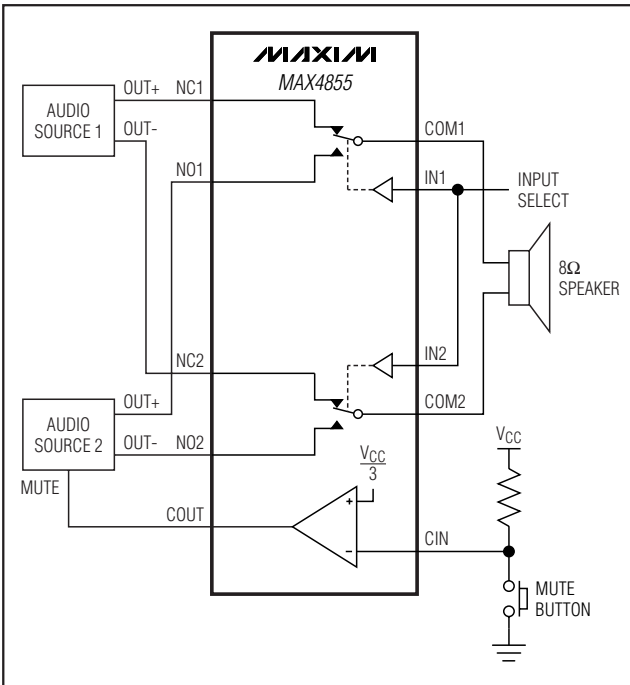 MAXIM
MAX4855
OUT+
NC1
AUDIO
SOURCE 1
OUT-
COM1
NO1
IN1
INPUT
SELECT
8Ω
SPEAKER
IN2
NC2
COM2
OUT+
AUDIO
SOURCE 2
OUT-
NO2
VCC
VCC
3
MUTE
COUT
+
-
CIN
MUTE
BUTTON